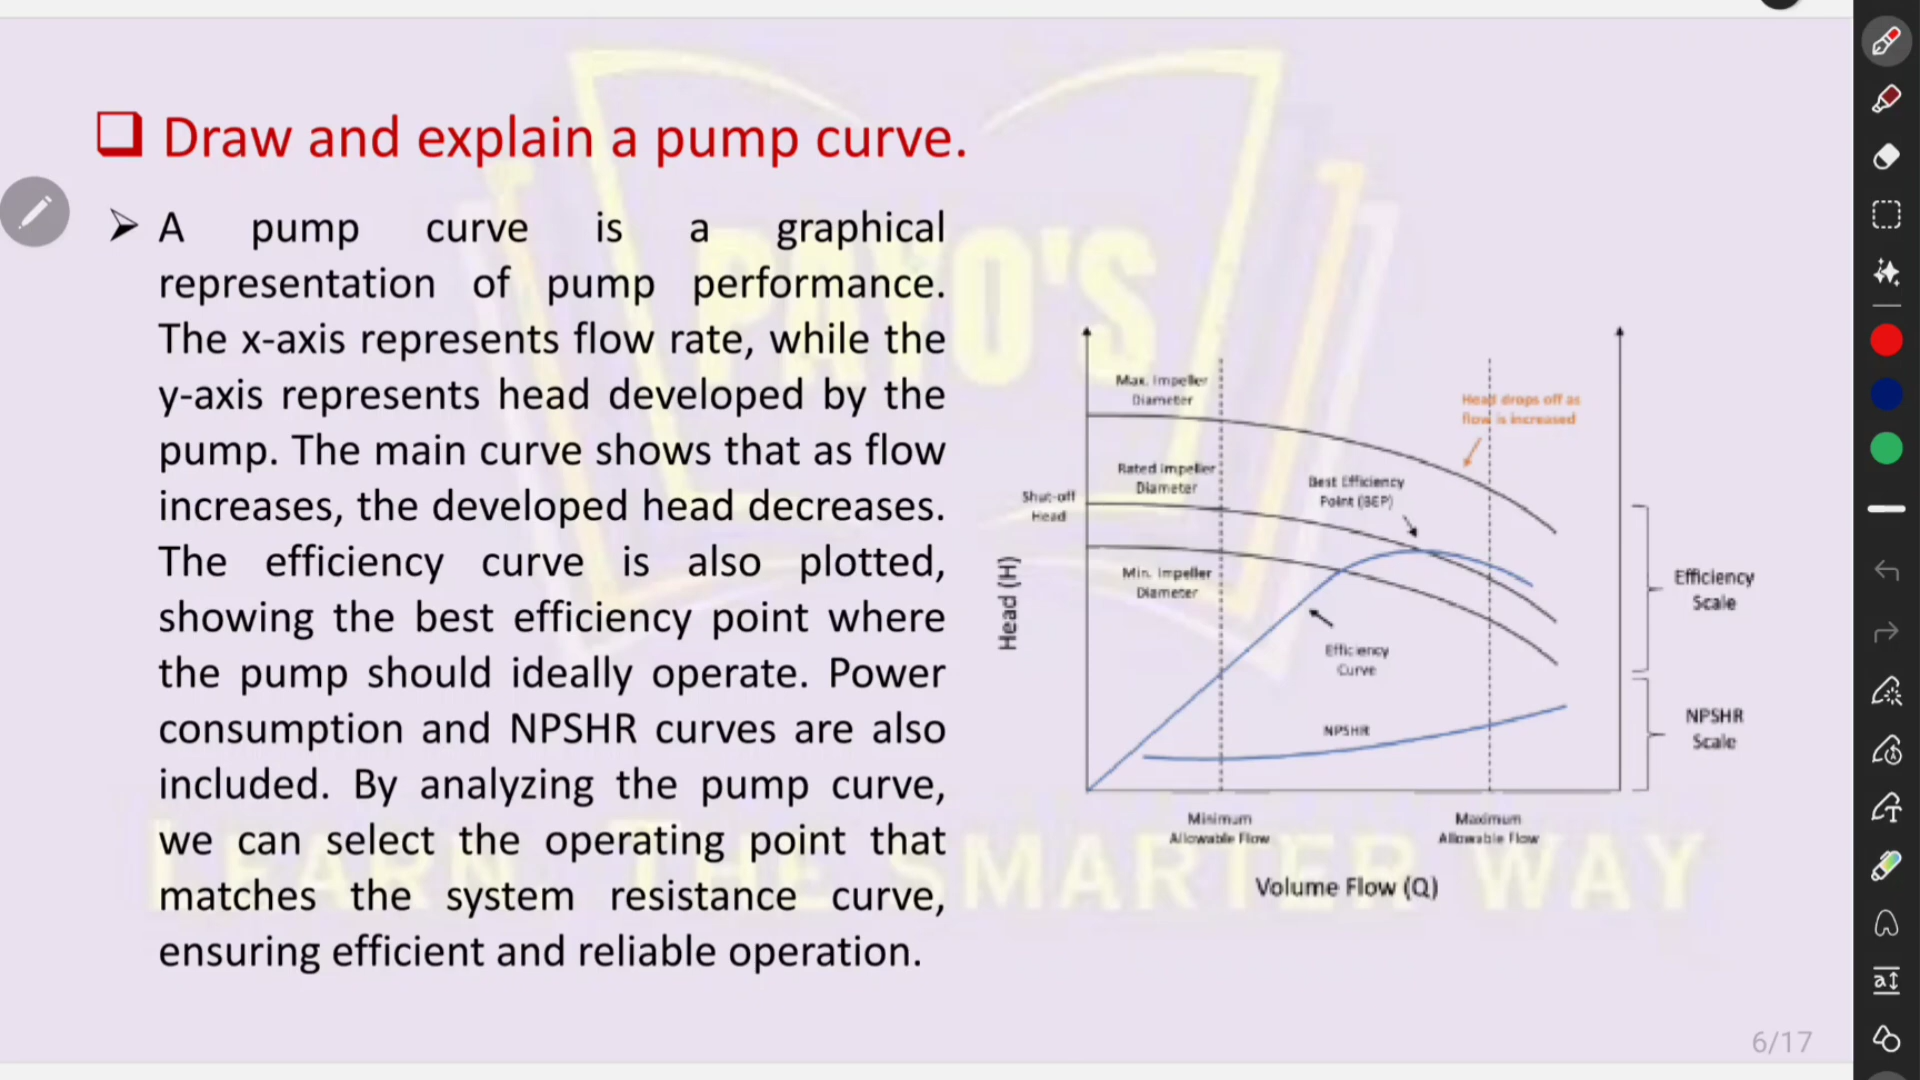 Draw and explain a pump curve.
A pump curve is a graphical
representation of pump performance.
The x-axis represents flow rate, while the
y-axis represents head developed by the
pump. The main curve shows that as flow
increases, the developed head decreases.
The efficiency curve is also plotted,
showing the best efficiency point where
the pump should ideally operate. Power
consumption and NPSHR curves are also
included. By analyzing the pump curve,
we can select the operating point that
matches the system resistance curve,
ensuring efficient and reliable operation.
Max. Impeller
Diameter
Head drops off as
flow is increased
Rated Impeller
Diameter
Best Efficiency
Point (BEP)
Shut-off
Head
Min. Impeller
Diameter
Head (H)
Efficiency
Curve
NPSHR
Efficiency
Scale
NPSHR
Scale
Minimum
Allowable Flow
Maximum
Allowable Flow
Volume Flow (Q)
PAYO'S
LEARN THE SMARTER WAY
6/17